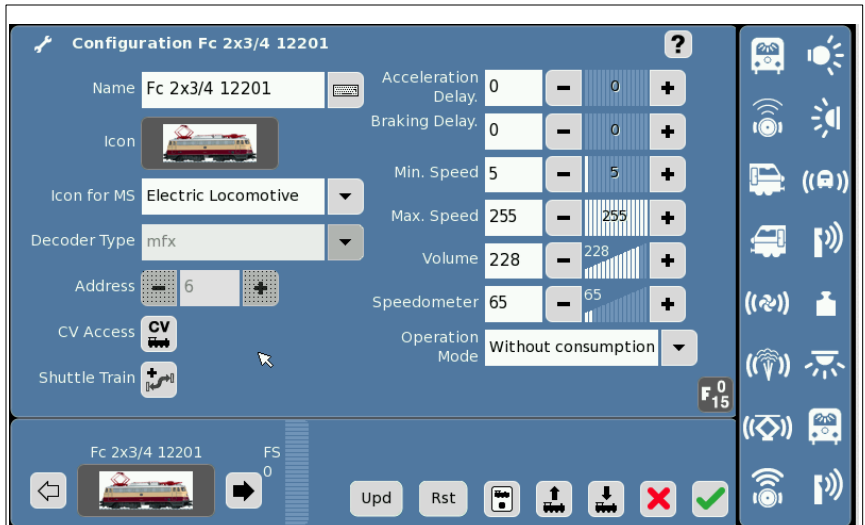 Configuration Fc 2x3/4 12201
?
Name Fc 2x3/4 12201
Icon
Icon for MS Electric Locomotive
Decoder Type mfx
Address - 6 +
CV Access CV
Shuttle Train
Acceleration
Delay. 0 - 0 +
Braking Delay. 0 - 0 +
Min. Speed 5 - 5 +
Max. Speed 255 - 255 +
Volume 228 - 228 +
Speedometer 65 - 65 +
Operation
Mode Without consumption
F 0
15
Fc 2x3/4 12201 FS
0
Upd Rst